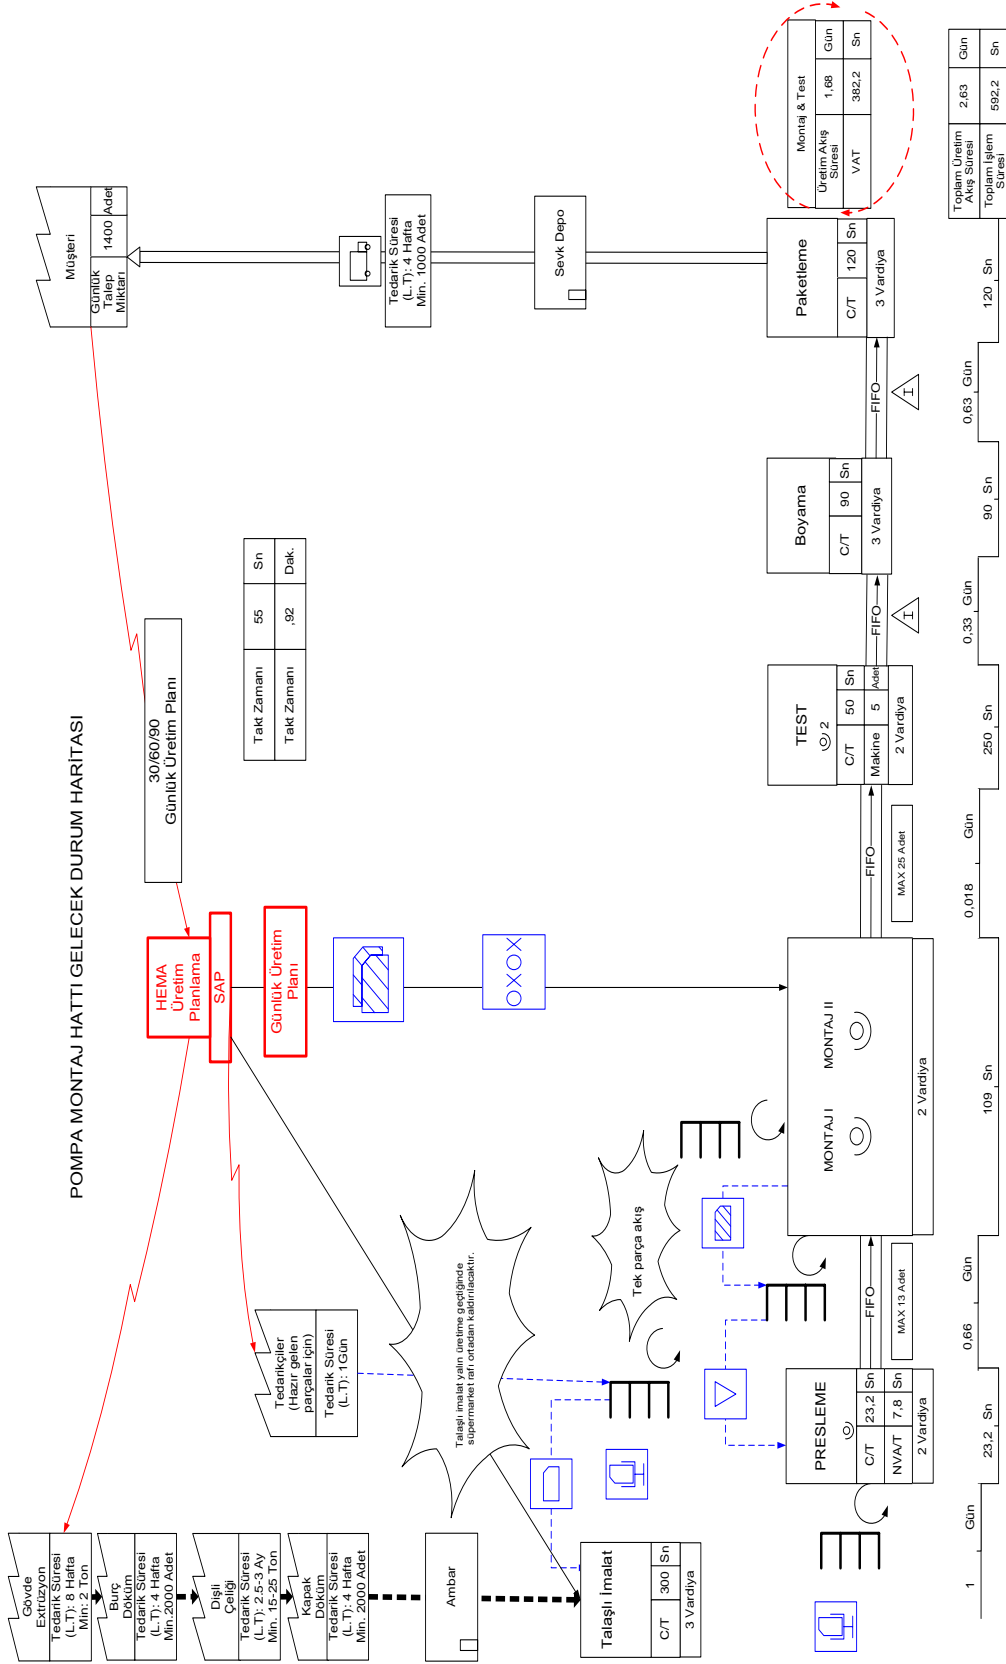 POMPA MONTAJ HATTI GELECEK DURUM HARİTASI
Gövde
Extrüzyon
Tedarik Süresi
(L.T): 8 Hafta
Min: 2 Ton
Burç
Döküm
Tedarik Süresi
(L.T): 4 Hafta
Min.2000 Adet
Dişli
Çeliği
Tedarik Süresi
(L.T): 2.5-3 Ay
Min. 15-25 Ton
Kapak
Döküm
Tedarik Süresi
(L.T): 4 Hafta
Min. 2000 Adet
Ambar
Talaşlı İmalat
C/T 300 Sn
3 Vardiya
Tedarikçiler
(Hazır gelen
parçalar için)
Tedarik Süresi
(L.T): 1Gün
Talaşlı imalat yalın üretime geçtiğinde
süpermarket rafı ortadan kaldırılacaktır.
Tek parça akış
HEMA
Üretim
Planlama
SAP
Günlük Üretim
Planı
OXOX
30/60/90
Günlük Üretim Planı
Takt Zamanı 55 Sn
Takt Zamanı ,92 Dak.
Müşteri
Günlük
Talep
Miktarı
1400 Adet
Tedarik Süresi
(L.T): 4 Hafta
Min. 1000 Adet
Sevk Depo
PRESLEME
C/T 23,2 Sn
NVA/T 7,8 Sn
2 Vardiya
FIFO
MAX 13 Adet
MONTAJ I
MONTAJ II
2 Vardiya
FIFO
MAX 25 Adet
TEST
2
C/T 50 Sn
Makine 5 Adet
2 Vardiya
FIFO
I
Boyama
C/T 90 Sn
3 Vardiya
FIFO
I
Paketleme
C/T 120 Sn
3 Vardiya
Montaj & Test
Üretim Akış
Süresi
1,68 Gün
VAT 382,2 Sn
1 Gün
23,2 Sn
0,66 Gün
109 Sn
0,018 Gün
250 Sn
0,33 Gün
90 Sn
0,63 Gün
120 Sn
Toplam Üretim
Akış Süresi
2,63 Gün
Toplam İşlem
Süresi
592,2 Sn